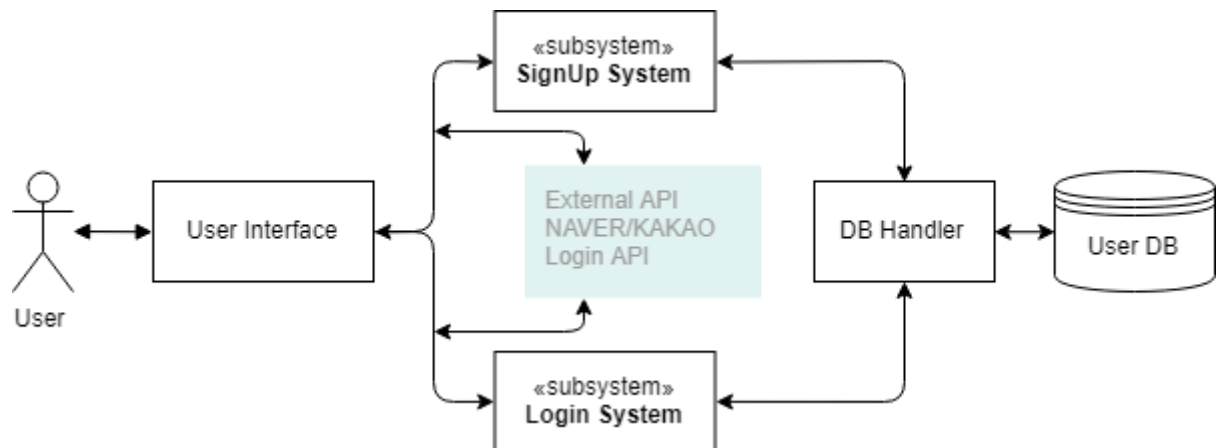 «subsystem»
SignUp System
External API
NAVER/KAKAO
Login API
User Interface
DB Handler
User DB
User
«subsystem»
Login System